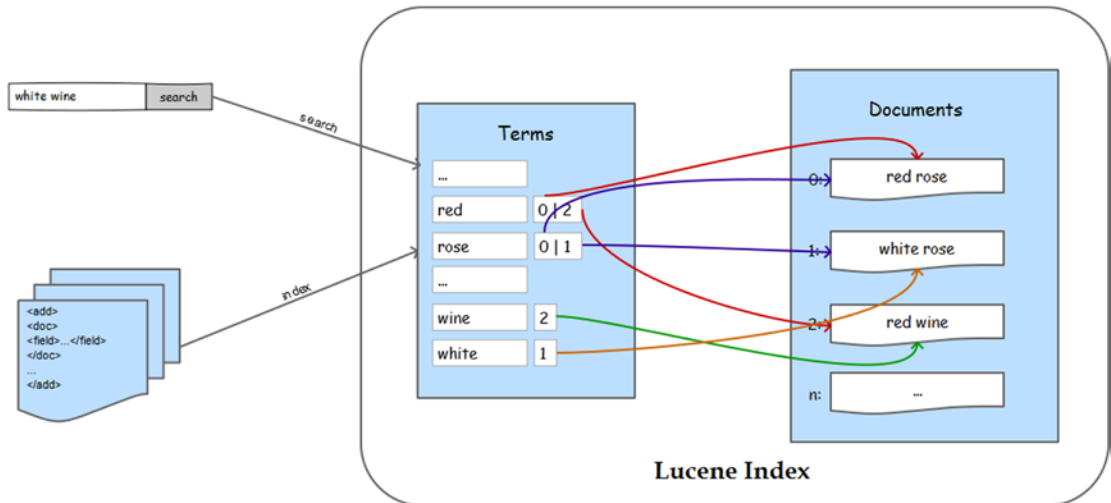 white wine search
search
index
<add>
<doc>
<field>...</field>
</doc>
...
</add>
Terms
...
red 0 | 2
rose 0 | 1
...
wine 2
white 1
Documents
0: red rose
1: white rose
2: red wine
n: ...
Lucene Index